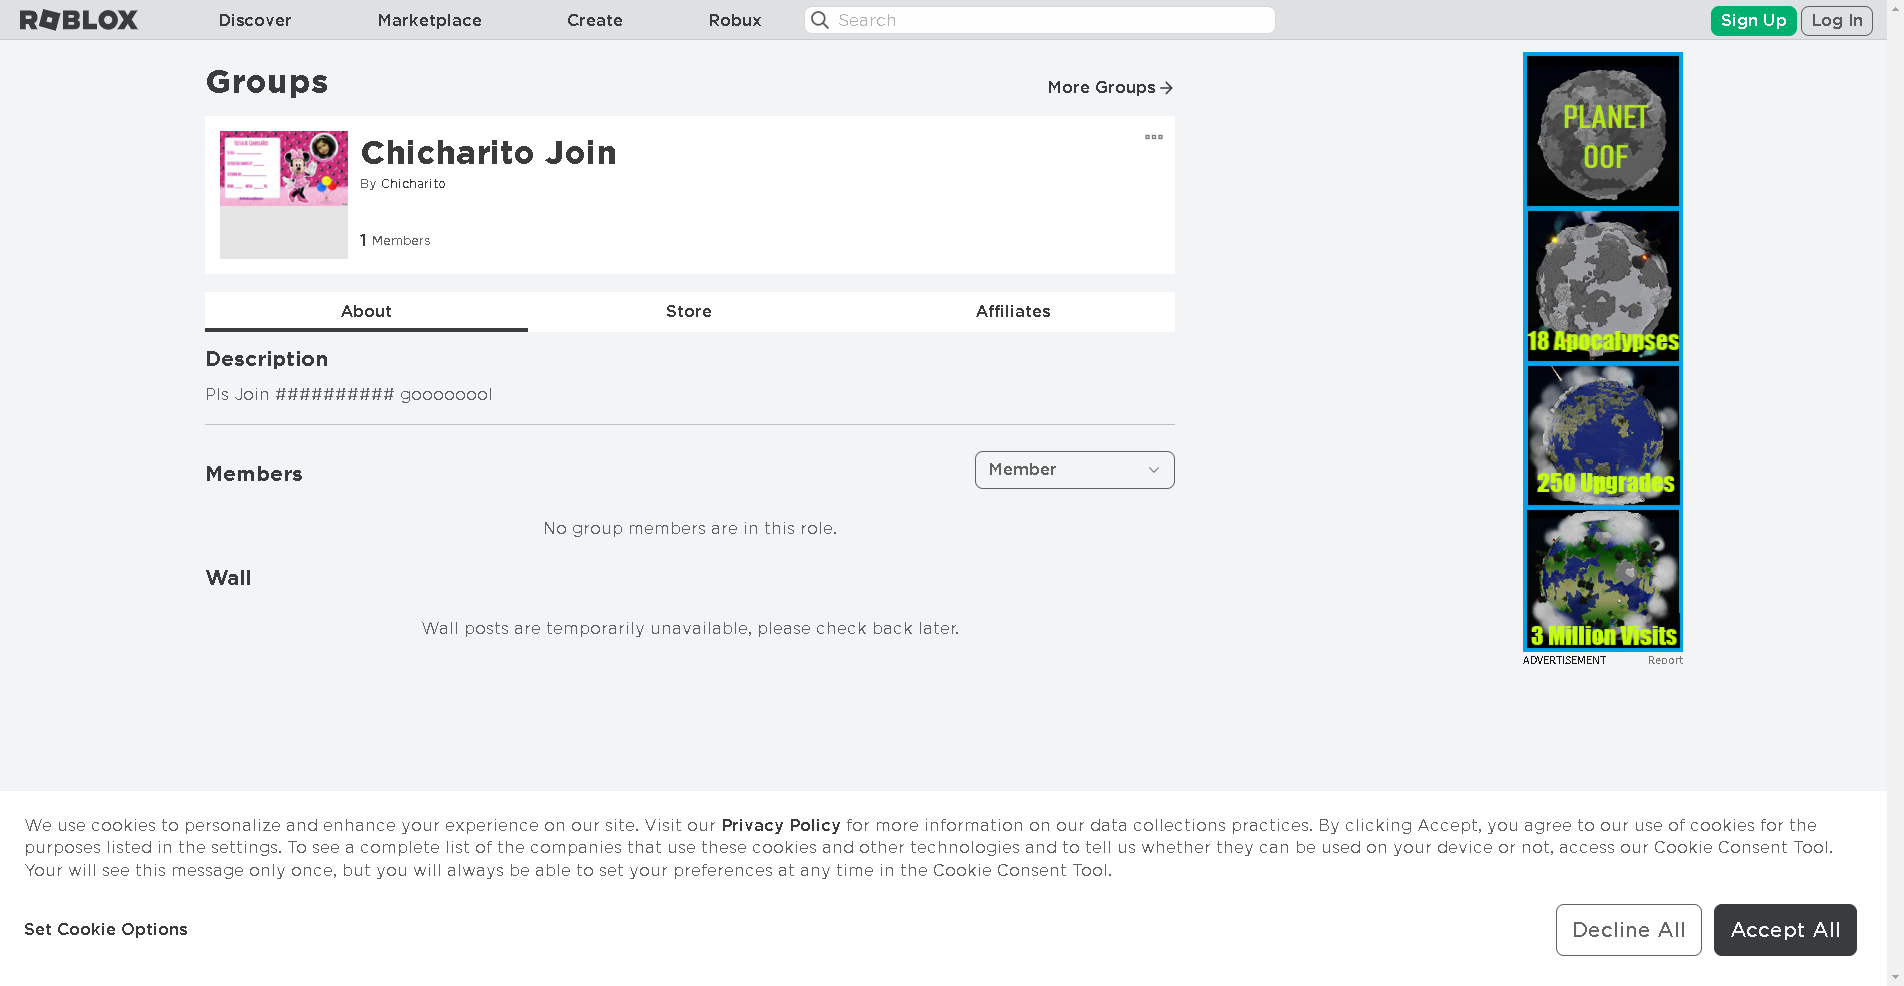 ROBLOX
Discover
Marketplace
Create
Robux
Search
Sign Up
Log In
Groups
More Groups
Chicharito Join
By Chicharito
1 Members
About
Store
Affiliates
Description
Pls Join ########## gooooool
Members
Member
No group members are in this role.
Wall
Wall posts are temporarily unavailable, please check back later.
PLANET
OOF
18 Apocalypses
250 Upgrades
3 Million Visits
ADVERTISEMENT
Report
We use cookies to personalize and enhance your experience on our site. Visit our Privacy Policy for more information on our data collections practices. By clicking Accept, you agree to our use of cookies for the
purposes listed in the settings. To see a complete list of the companies that use these cookies and other technologies and to tell us whether they can be used on your device or not, access our Cookie Consent Tool.
Your will see this message only once, but you will always be able to set your preferences at any time in the Cookie Consent Tool.
Set Cookie Options
Decline All
Accept All